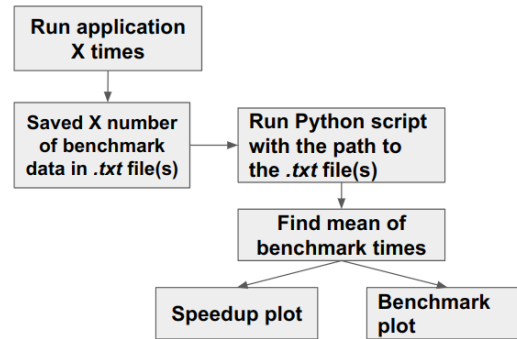 Run application
X times
Saved X number
of benchmark
data in .txt file(s)
Run Python script
with the path to
the .txt file(s)
Find mean of
benchmark times
Speedup plot
Benchmark
plot